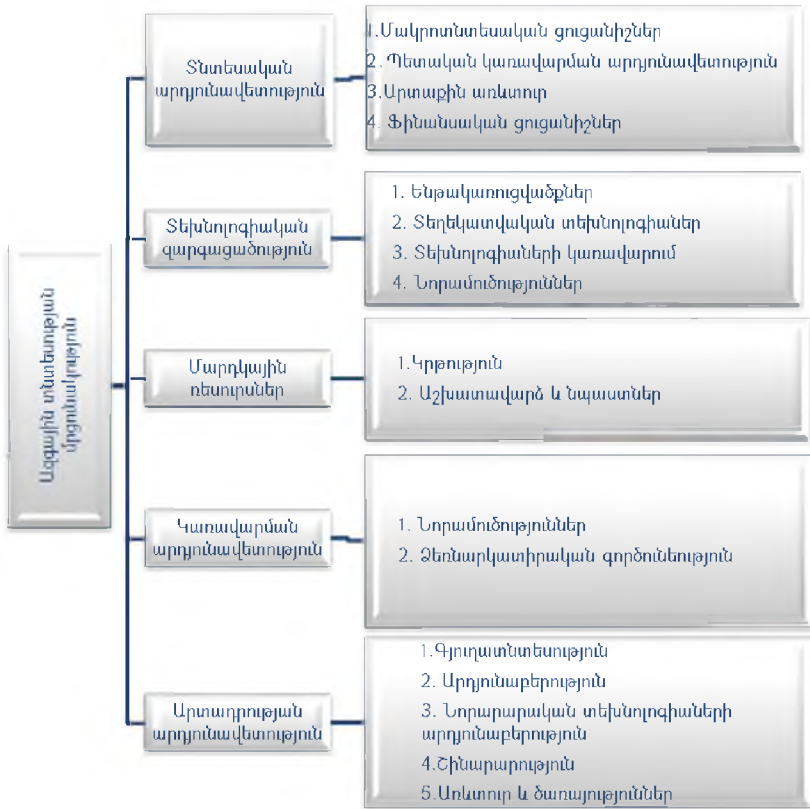 Ազգային տնտեսության
մրցունակություն
Տնտեսական
արդյունավետություն
1.Մակրոտնտեսական ցուցանիշներ
2. Պետական կառավարման արդյունավետություն
3.Արտաքին առևտուր
4. Ֆինանսական ցուցանիշներ
Տեխնոլոգիական
զարգացածություն
1. Ենթակառուցվածքներ
2. Տեղեկատվական տեխնոլոգիաներ
3. Տեխնոլոգիաների կառավարում
4. Նորամուծություններ
Մարդկային
ռեսուրսներ
1.Կրթություն
2. Աշխատավարձ և նպաստներ
Կառավարման
արդյունավետություն
1. Նորամուծություններ
2. Ձեռնարկատիրական գործունեություն
Արտադրության
արդյունավետություն
1.Գյուղատնտեսություն
2. Արդյունաբերություն
3. Նորարարական տեխնոլոգիաների
արդյունաբերություն
4.Շինարարություն
5.Առևտուր և ծառայություններ